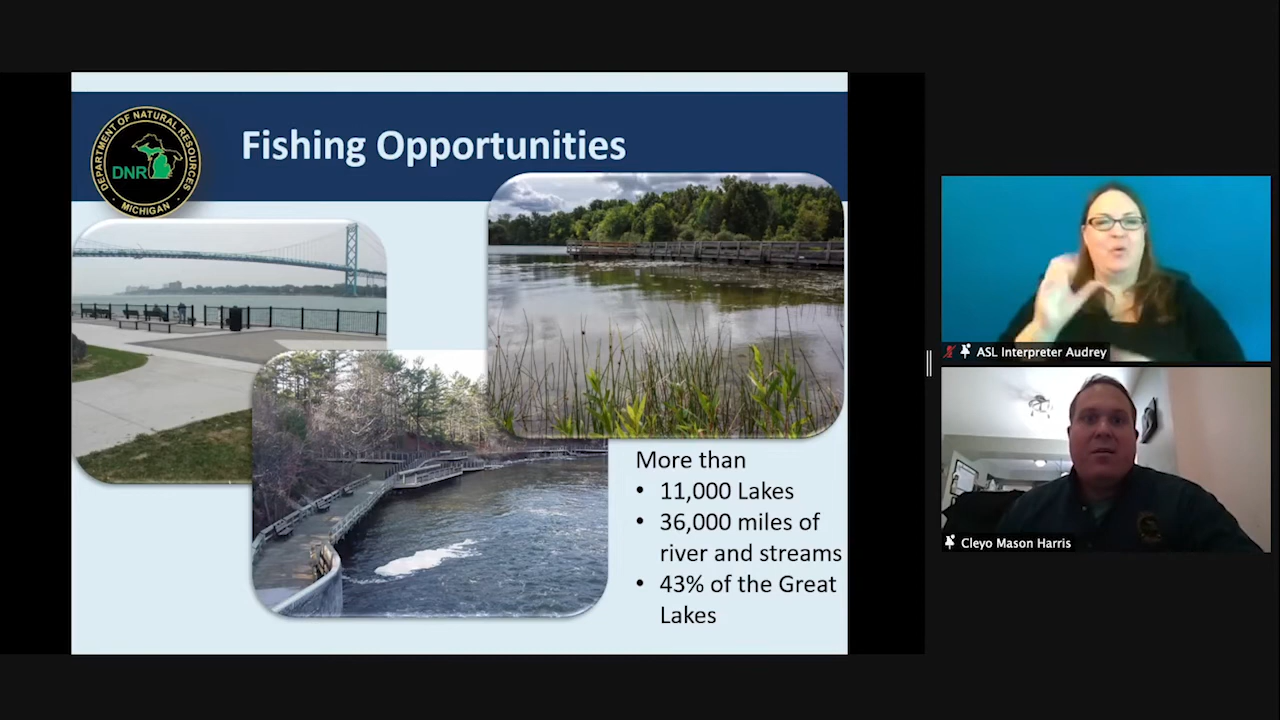 DEPARTMENT OF NATURAL RESOURCES
DNR
MICHIGAN
Fishing Opportunities
More than
• 11,000 Lakes
• 36,000 miles of
river and streams
• 43% of the Great
Lakes
ASL Interpreter Audrey
Cleyo Mason Harris